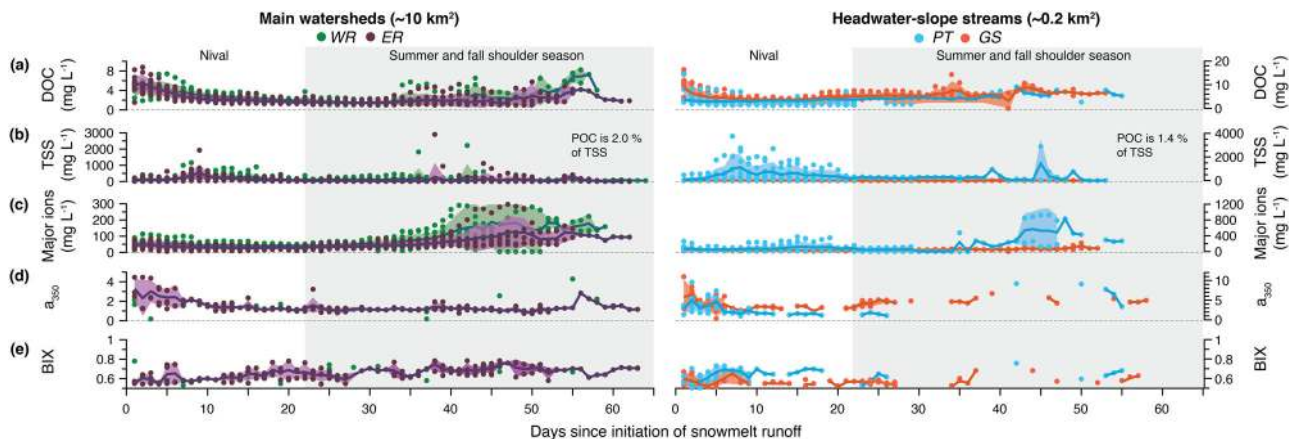 Main watersheds (~10 km²)
WR ER
Headwater-slope streams (~0.2 km²)
PT GS
Nival
Summer and fall shoulder season
Nival
Summer and fall shoulder season
(a)
DOC
(mg L⁻¹)
8
6
4
2
0
20
10
0
DOC
(mg L⁻¹)
(b)
TSS
(mg L⁻¹)
3000
2000
1000
0
POC is 2.0 %
of TSS
POC is 1.4 %
of TSS
4000
2000
0
TSS
(mg L⁻¹)
(c)
Major ions
(mg L⁻¹)
300
200
100
0
1200
800
400
0
Major ions
(mg L⁻¹)
(d)
a₃₅₀
4
2
0
10
5
0
a₃₅₀
(e)
BIX
1
0.8
0.6
1
0.8
0.6
BIX
0 10 20 30 40 50 60
0 10 20 30 40 50 60
Days since initiation of snowmelt runoff